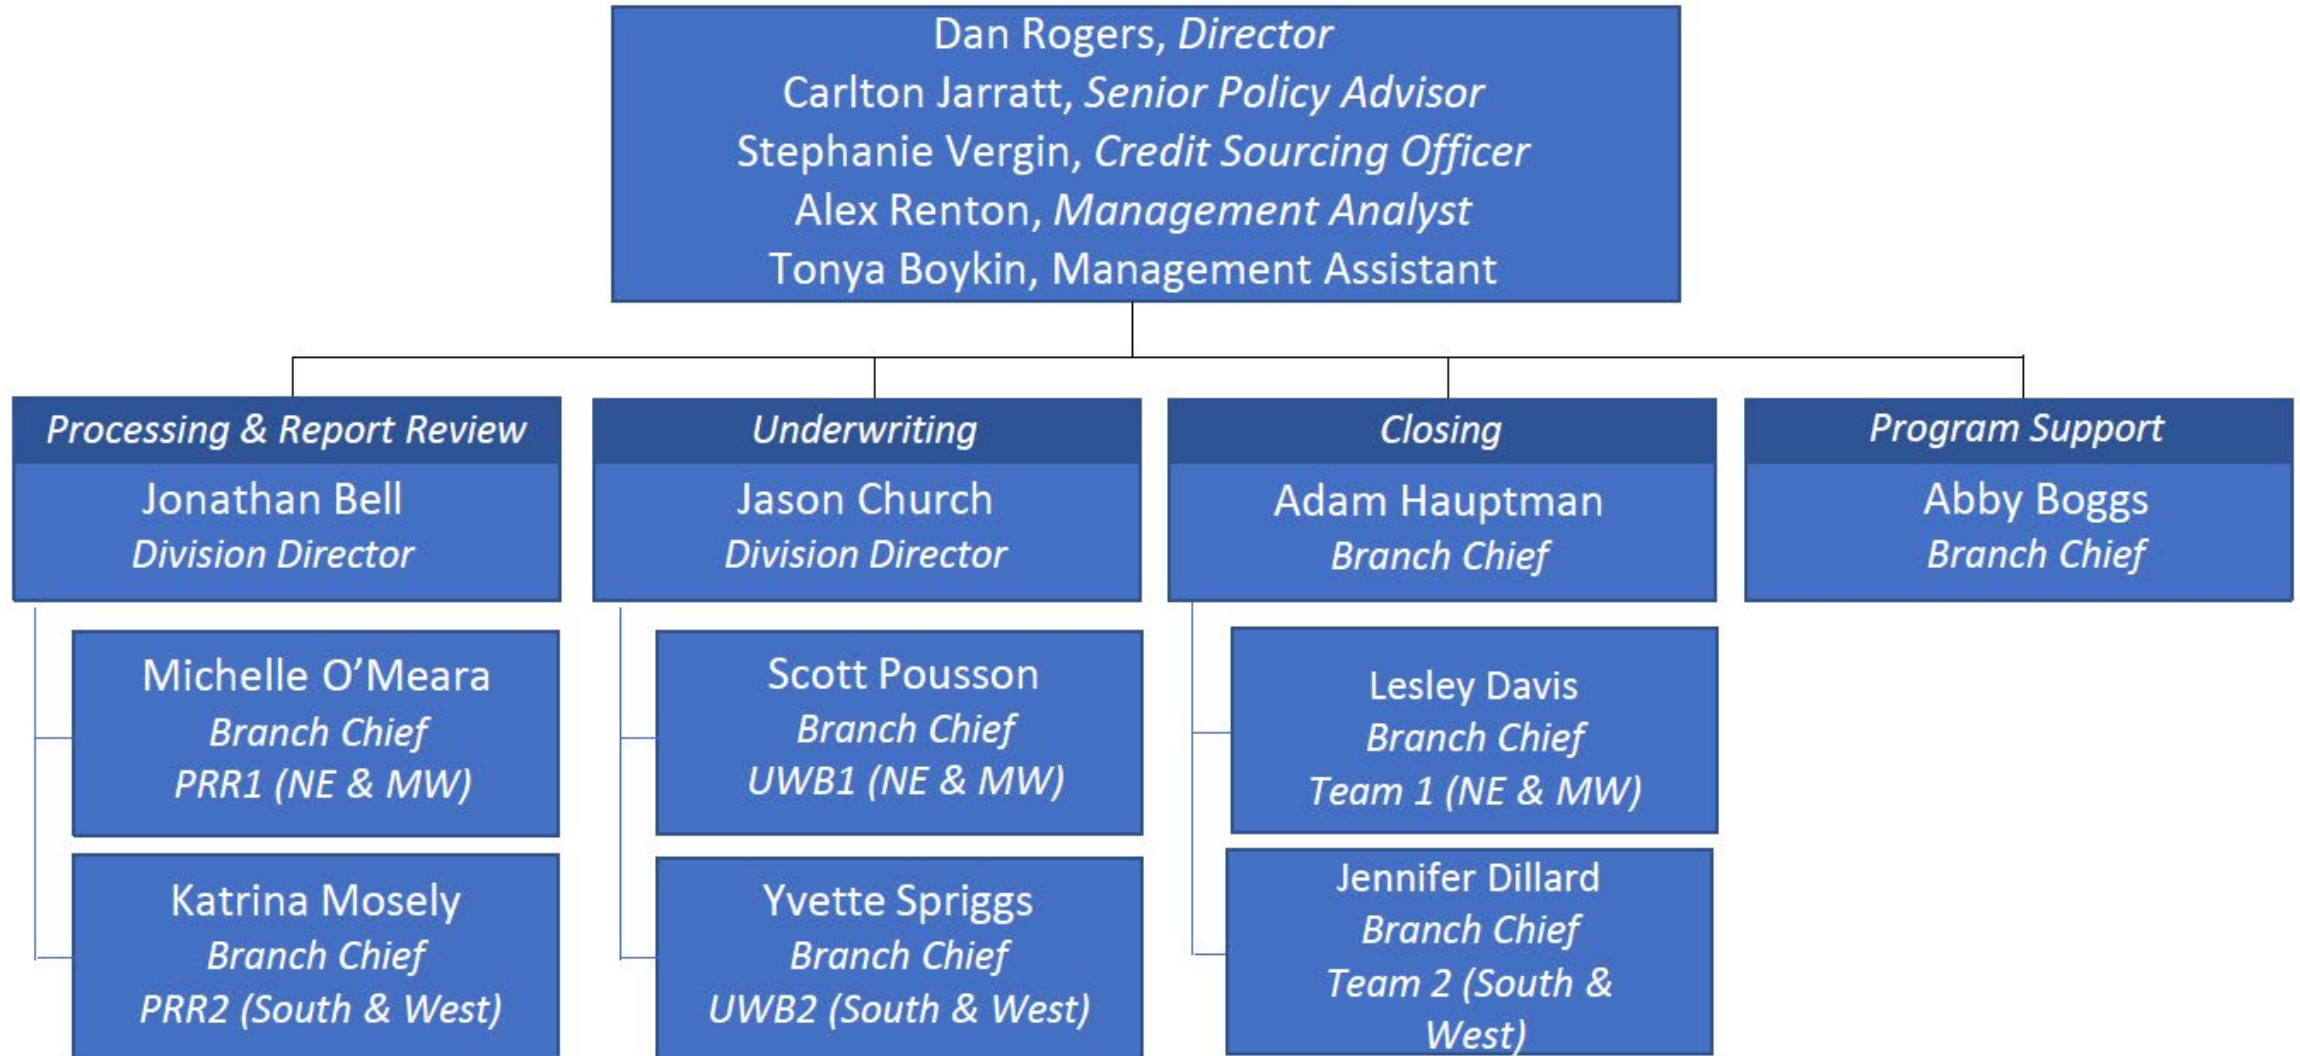 Dan Rogers, Director
Carlton Jarratt, Senior Policy Advisor
Stephanie Vergin, Credit Sourcing Officer
Alex Renton, Management Analyst
Tonya Boykin, Management Assistant
Processing & Report Review
Jonathan Bell
Division Director
Michelle O’Meara
Branch Chief
PRR1 (NE & MW)
Katrina Mosely
Branch Chief
PRR2 (South & West)
Underwriting
Jason Church
Division Director
Scott Pousson
Branch Chief
UWB1 (NE & MW)
Yvette Spriggs
Branch Chief
UWB2 (South & West)
Closing
Adam Hauptman
Branch Chief
Lesley Davis
Branch Chief
Team 1 (NE & MW)
Jennifer Dillard
Branch Chief
Team 2 (South &
West)
Program Support
Abby Boggs
Branch Chief